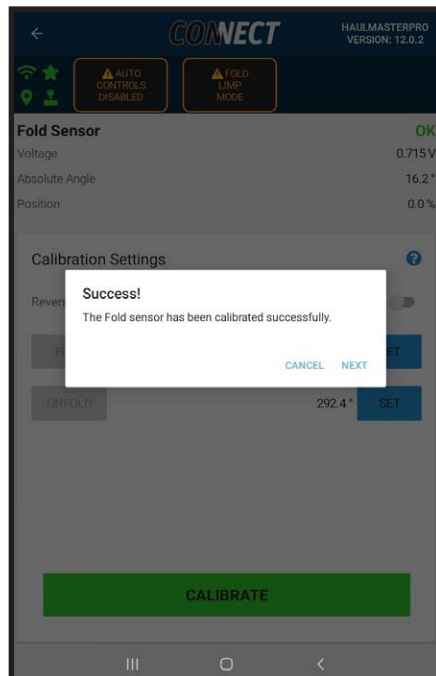 CONNECT
HAULMASTERPRO
VERSION: 12.0.2
AUTO
CONTROLS
DISABLED
FOLD
LIMP
MODE
Fold Sensor OK
Voltage 0.715 V
Absolute Angle 16.2 °
Position 0.0 %
Calibration Settings
Success!
The Fold sensor has been calibrated successfully.
CANCEL NEXT
UNFOLD 292.4 ° SET
CALIBRATE